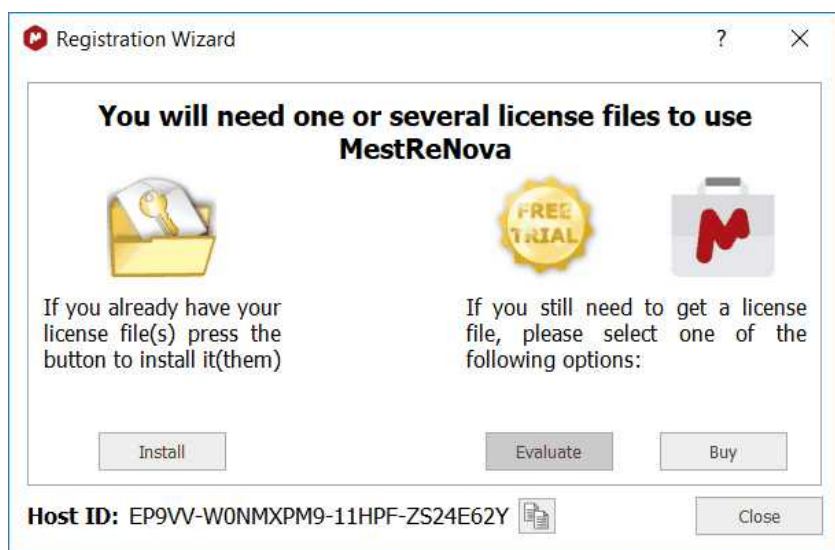 Registration Wizard
?
You will need one or several license files to use
MestReNova
FREE
TRIAL
If you already have your
license file(s) press the
button to install it(them)
If you still need to get a license
file, please select one of the
following options:
Install
Evaluate
Buy
Host ID: EP9VV-W0NMXPM9-11HPF-ZS24E62Y
Close